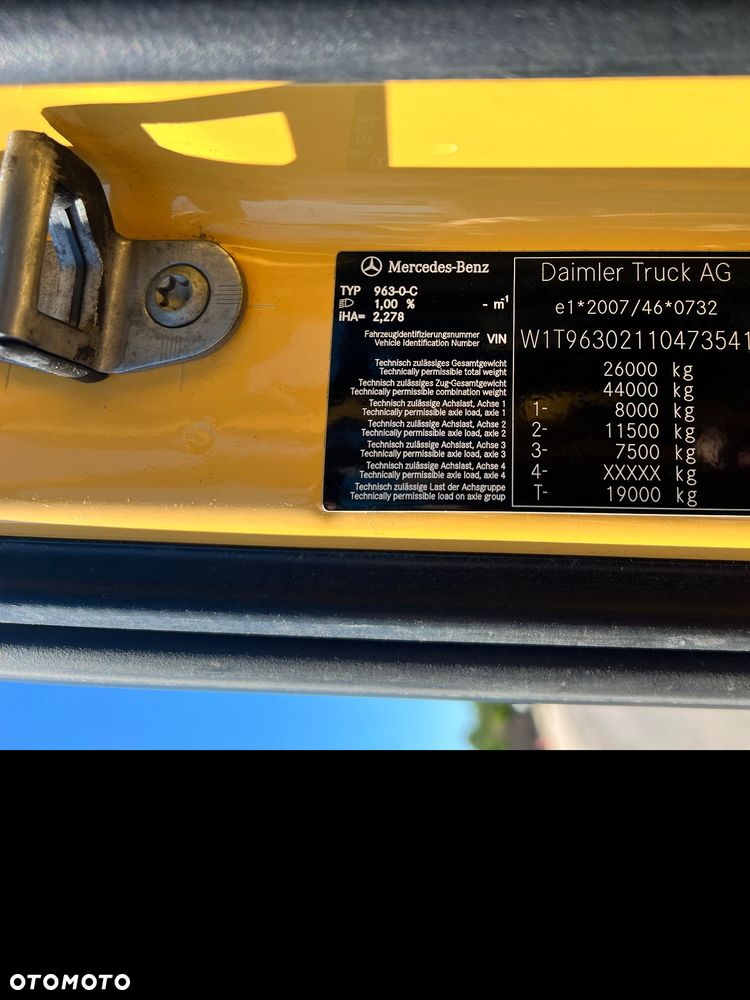 Mercedes-Benz
TYP 963-0-C
1,00 % - m-1
iHA= 2,278
Fahrzeugidentifizierungsnummer
Vehicle Identification Number VIN
Technisch zulässiges Gesamtgewicht
Technically permissible total weight
Technisch zulässiges Zug-Gesamtgewicht
Technically permissible combination weight
Technisch zulässige Achslast, Achse 1
Technically permissible axle load, axle 1
Technisch zulässige Achslast, Achse 2
Technically permissible axle load, axle 2
Technisch zulässige Achslast, Achse 3
Technically permissible axle load, axle 3
Technisch zulässige Achslast, Achse 4
Technically permissible axle load, axle 4
Technisch zulässige Last der Achsgruppe
Technically permissible load on axle group
Daimler Truck AG
e1*2007/46*0732
W1T96302110473541
26000 kg
44000 kg
1- 8000 kg
2- 11500 kg
3- 7500 kg
4- XXXXX kg
T- 19000 kg
OTOMOTO